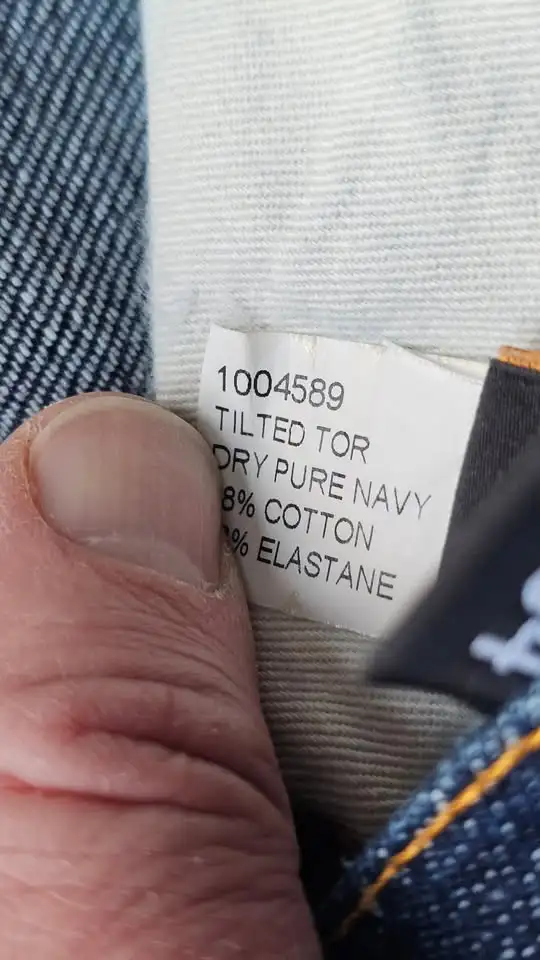 1004589
TILTED TOR
DRY PURE NAVY
8% COTTON
% ELASTANE